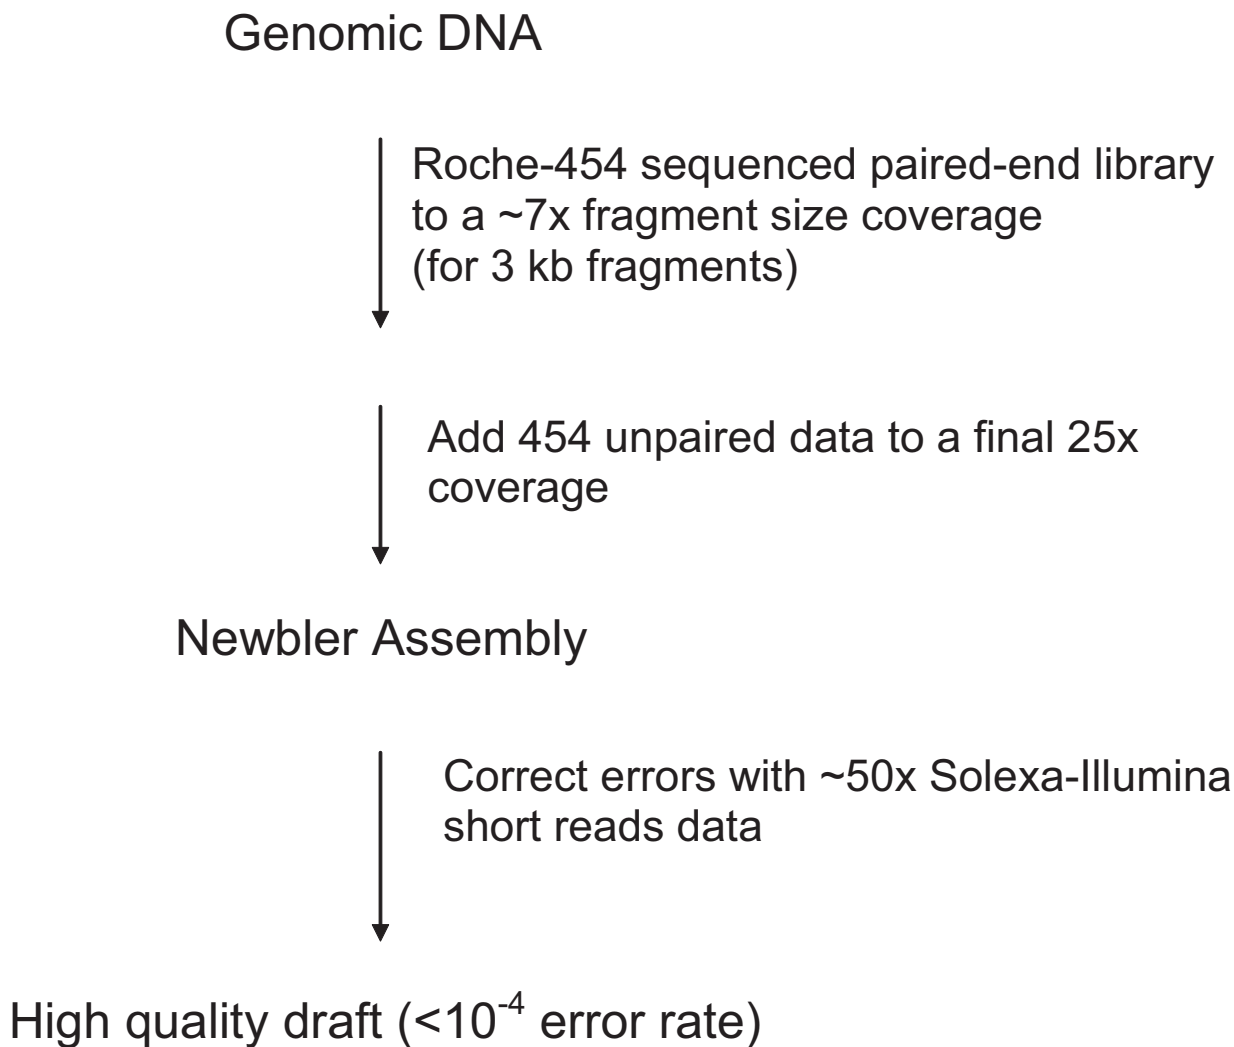 Genomic DNA
Roche-454 sequenced paired-end library
to a ~7x fragment size coverage
(for 3 kb fragments)
Add 454 unpaired data to a final 25x
coverage
Newbler Assembly
Correct errors with ~50x Solexa-Illumina
short reads data
High quality draft (<10⁻⁴ error rate)